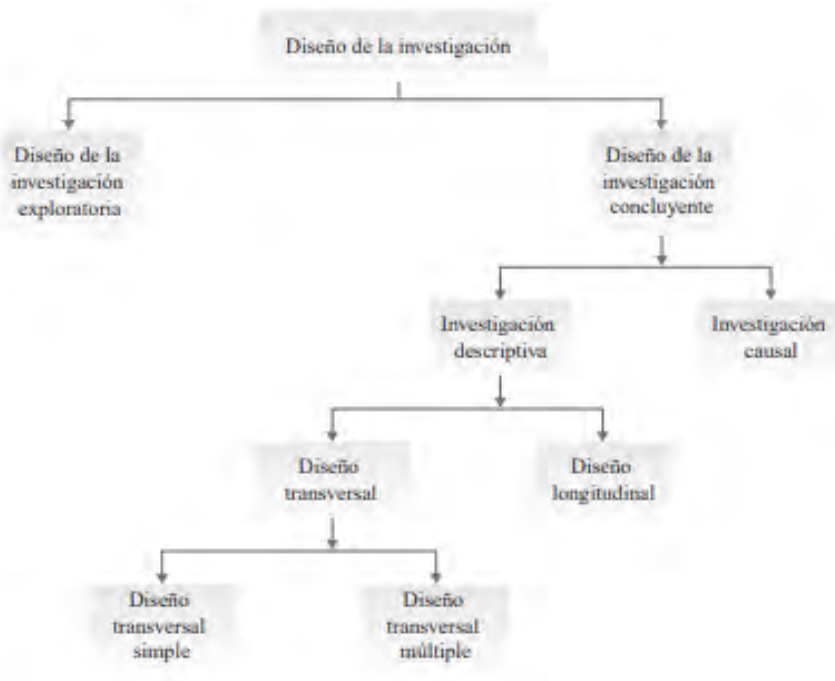 Diseño de la investigación
Diseño de la
investigación
exploratoria
Diseño de la
investigación
concluyente
Investigación
descriptiva
Investigación
causal
Diseño
transversal
Diseño
longitudinal
Diseño
transversal
simple
Diseño
transversal
múltiple